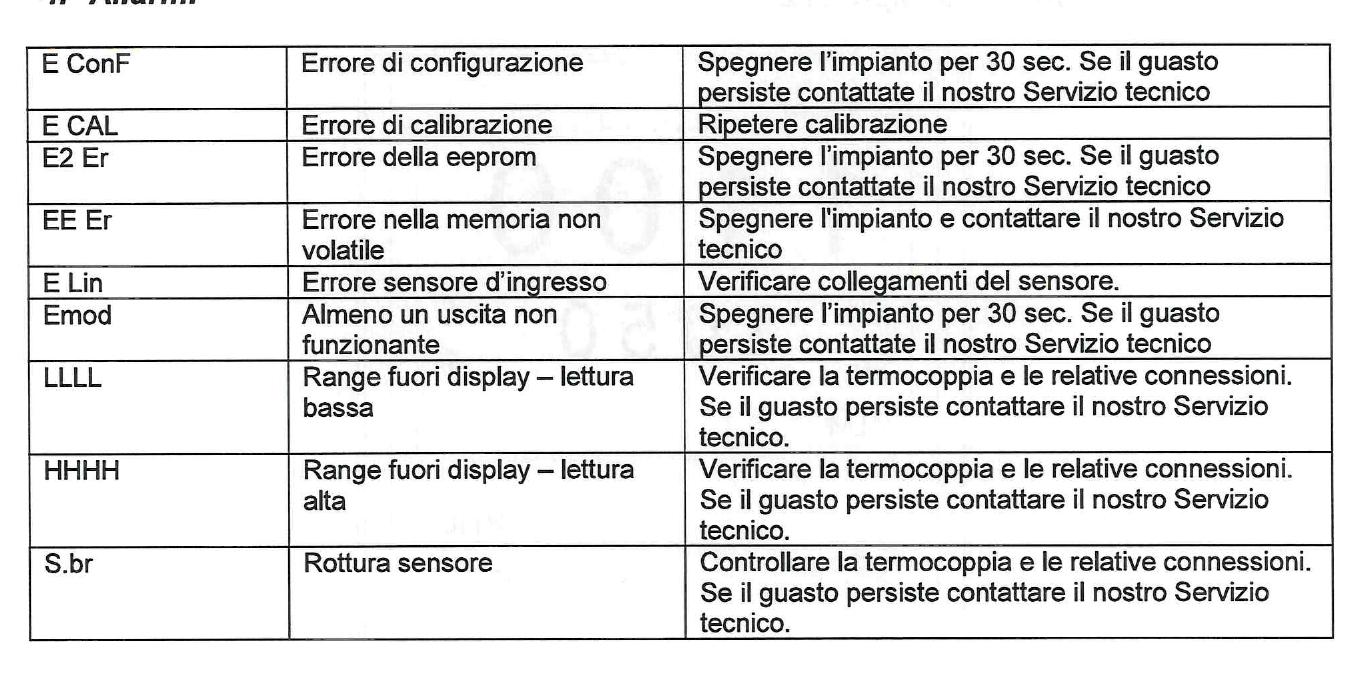 E ConF
Errore di configurazione
Spegnere l'impianto per 30 sec. Se il guasto
persiste contattate il nostro Servizio tecnico
E CAL
Errore di calibrazione
Ripetere calibrazione
E2 Er
Errore della eeprom
Spegnere l'impianto per 30 sec. Se il guasto
persiste contattate il nostro Servizio tecnico
EE Er
Errore nella memoria non
volatile
Spegnere l'impianto e contattare il nostro Servizio
tecnico
E Lin
Errore sensore d'ingresso
Verificare collegamenti del sensore.
Emod
Almeno un uscita non
funzionante
Spegnere l'impianto per 30 sec. Se il guasto
persiste contattate il nostro Servizio tecnico
LLLL
Range fuori display – lettura
bassa
Verificare la termocoppia e le relative connessioni.
Se il guasto persiste contattare il nostro Servizio
tecnico.
HHHH
Range fuori display – lettura
alta
Verificare la termocoppia e le relative connessioni.
Se il guasto persiste contattare il nostro Servizio
tecnico.
S.br
Rottura sensore
Controllare la termocoppia e le relative connessioni.
Se il guasto persiste contattare il nostro Servizio
tecnico.